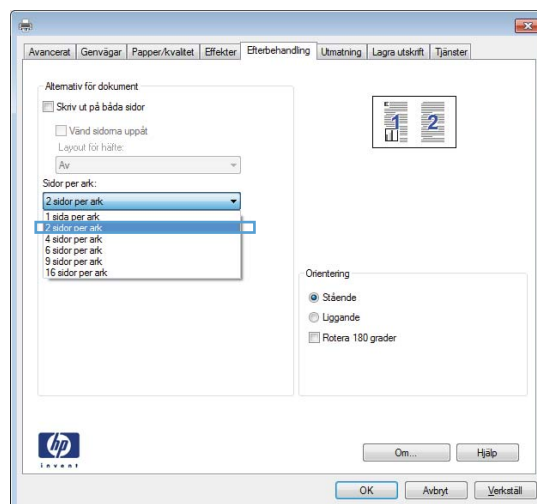 Avancerat Genvägar Papper/kvalitet Effekter Efterbehandling Utmatning Lagra utskrift Tjänster
Alternativ för dokument
Skriv ut på båda sidor
Vänd sidorna uppåt
Layout för häfte:
Av
Sidor per ark:
2 sidor per ark
1 sida per ark
2 sidor per ark
4 sidor per ark
6 sidor per ark
9 sidor per ark
16 sidor per ark
1 2
Orientering
Stående
Liggande
Rotera 180 grader
hp
invent
Om... Hjälp
OK Avbryt Verkställ